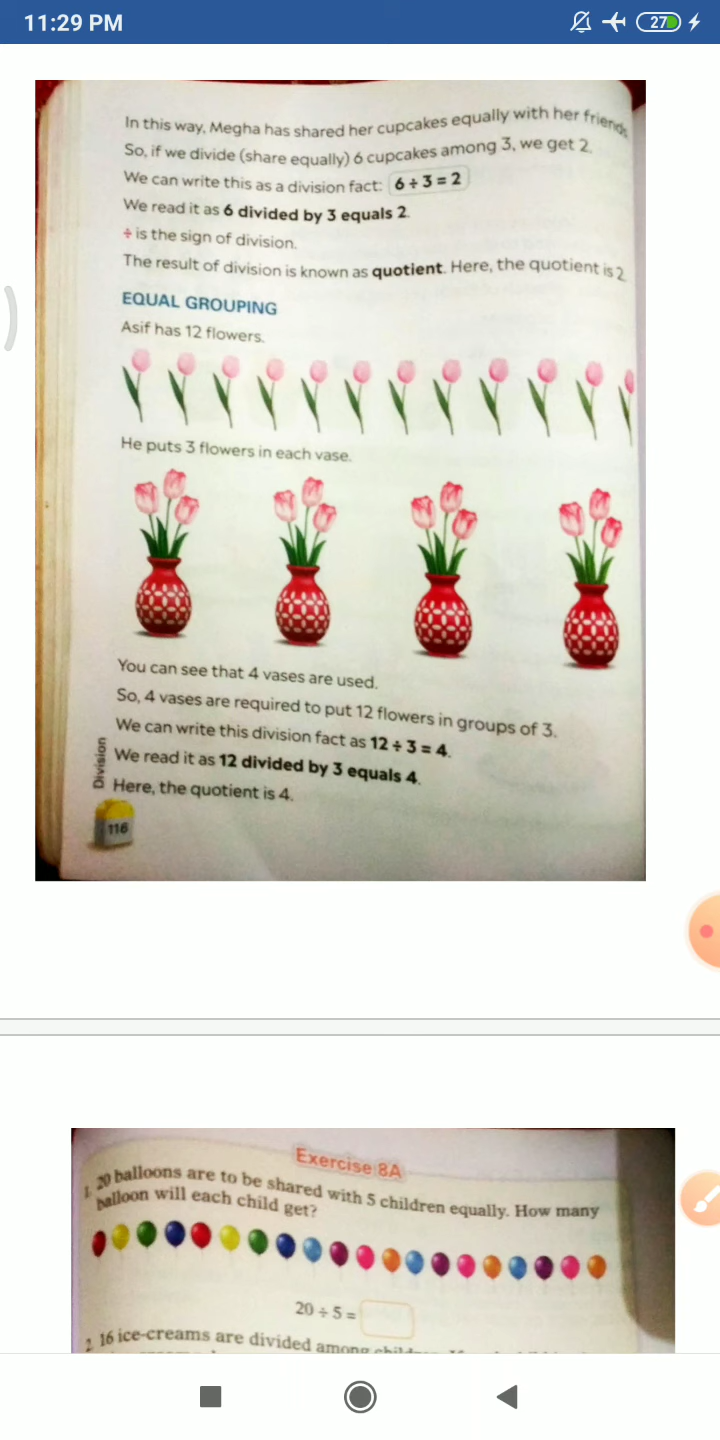 11:29 PM
27
In this way, Megha has shared her cupcakes equally with her friends
So, if we divide (share equally) 6 cupcakes among 3, we get 2.
We can write this as a division fact: 6 ÷ 3 = 2
We read it as 6 divided by 3 equals 2.
÷ is the sign of division.
The result of division is known as quotient. Here, the quotient is 2
EQUAL GROUPING
Asif has 12 flowers.
He puts 3 flowers in each vase.
You can see that 4 vases are used.
So, 4 vases are required to put 12 flowers in groups of 3.
We can write this division fact as 12 ÷ 3 = 4.
We read it as 12 divided by 3 equals 4.
Here, the quotient is 4.
Division
116
Exercise 8A
1. 20 balloons are to be shared with 5 children equally. How many
balloon will each child get?
20 ÷ 5 =
2. 16 ice-creams are divided among